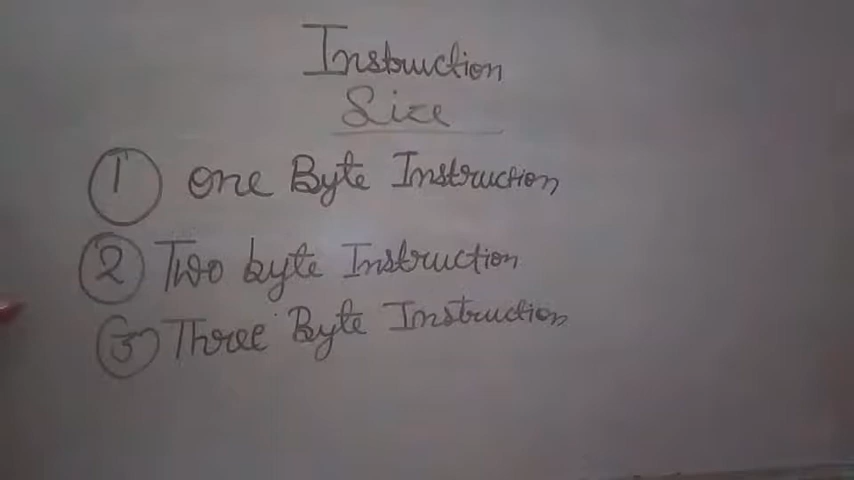 Instruction
Size
1 One Byte Instruction
2 Two byte Instruction
3 Three Byte Instruction